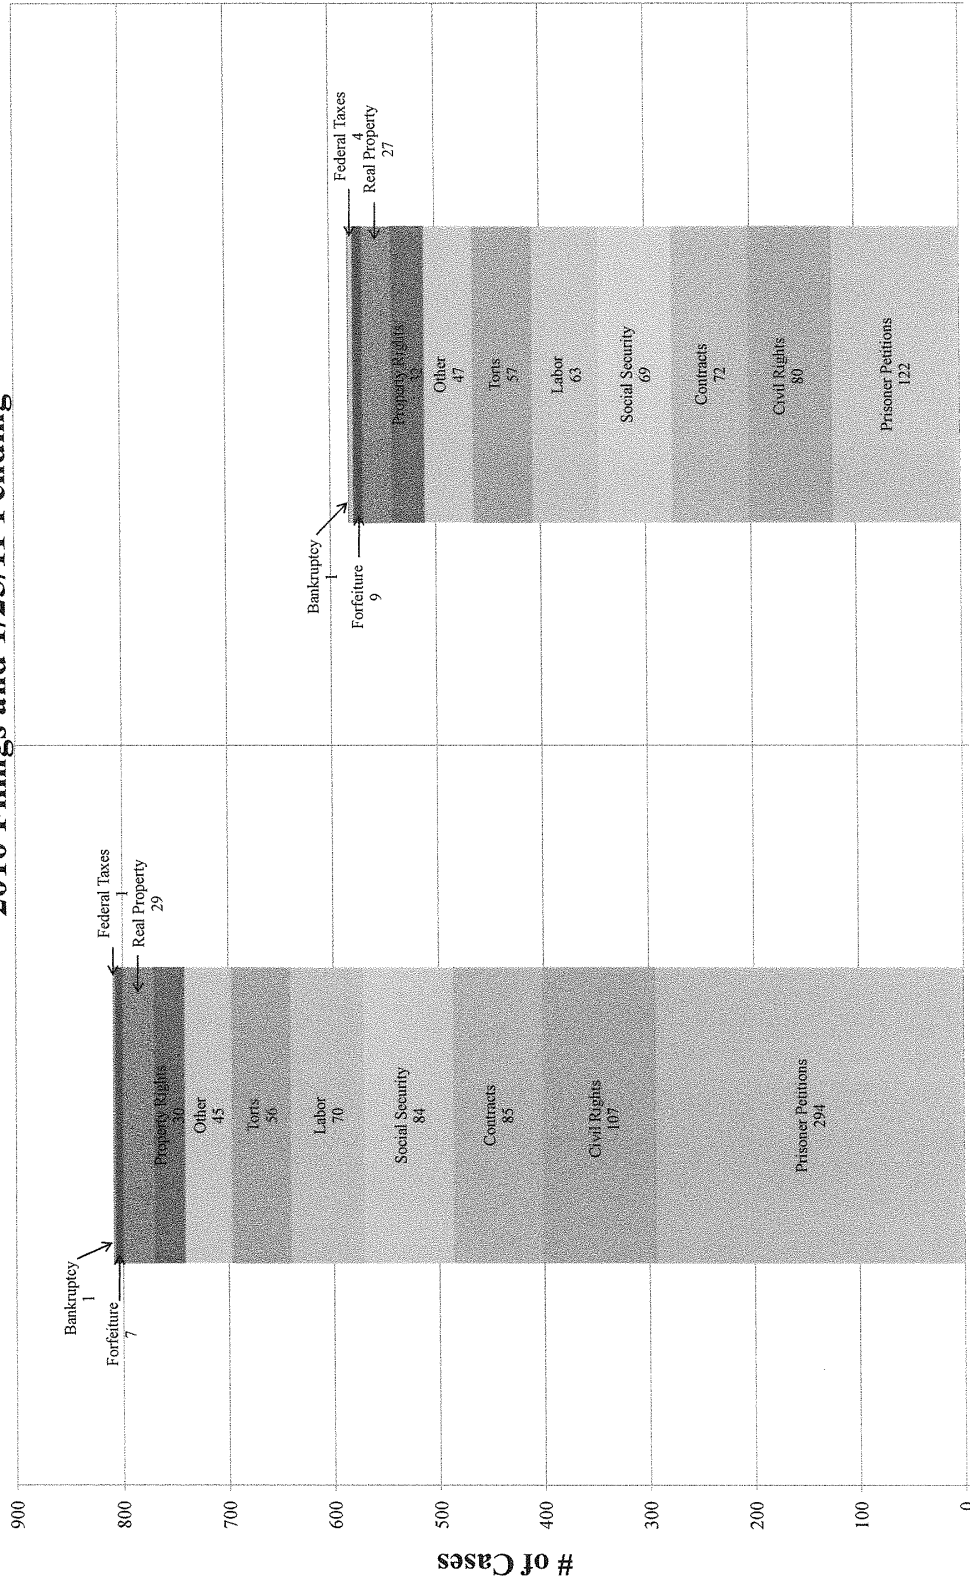 2010 Filings and 1/25/11 Pending
# of Cases
900
800
700
600
500
400
300
200
100
0
Bankruptcy
1
Forfeiture
7
Federal Taxes
1
Real Property
29
Property Rights
30
Other
45
Torts
56
Labor
70
Social Security
84
Contracts
85
Civil Rights
107
Prisoner Petitions
294
Bankruptcy
1
Forfeiture
9
Federal Taxes
4
Real Property
27
Property Rights
32
Other
47
Torts
57
Labor
63
Social Security
69
Contracts
72
Civil Rights
80
Prisoner Petitions
122